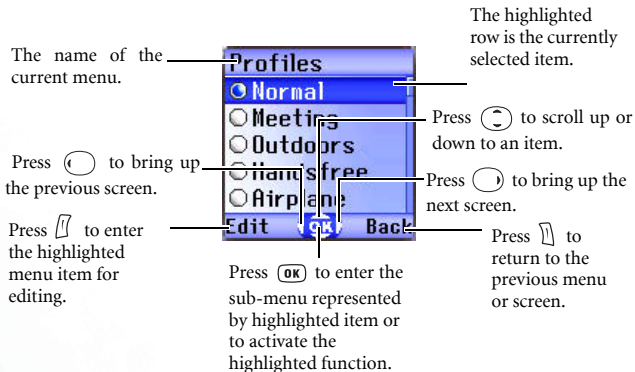 The name of the
current menu.
The highlighted
row is the currently
selected item.
Profiles
Normal
Meeting
Outdoors
Handsfree
Airplane
Edit OK Back
Press to scroll up or
down to an item.
Press to bring up
the previous screen.
Press to bring up the
next screen.
Press to enter
the highlighted
menu item for
editing.
Press to
return to the
previous menu
or screen.
Press OK to enter the
sub-menu represented
by highlighted item or
to activate the
highlighted function.